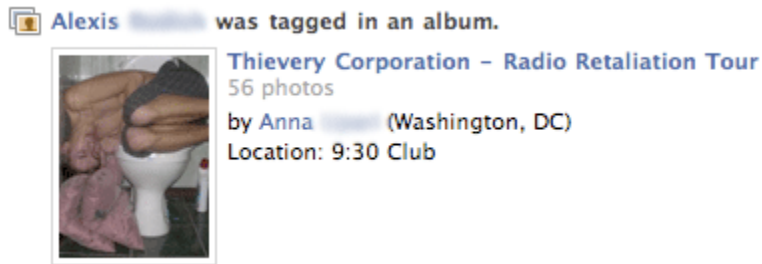 Alexis was tagged in an album.
Thievery Corporation – Radio Retaliation Tour
56 photos
by Anna (Washington, DC)
Location: 9:30 Club